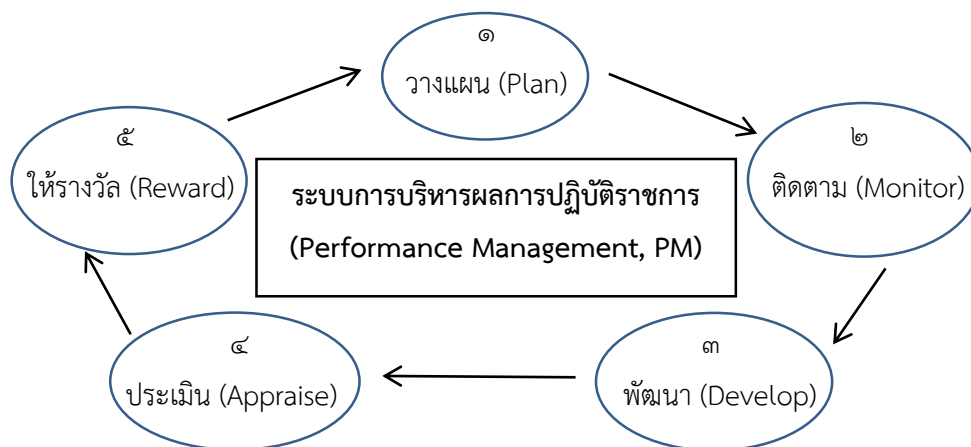 ๑
วางแผน (Plan)
๒
ติดตาม (Monitor)
๓
พัฒนา (Develop)
๔
ประเมิน (Appraise)
๕
ให้รางวัล (Reward)
ระบบการบริหารผลการปฏิบัติราชการ
(Performance Management, PM)